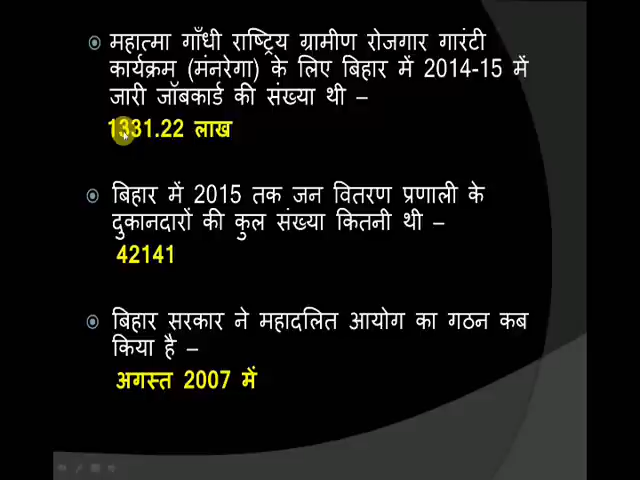 महात्मा गाँधी राष्ट्रिय ग्रामीण रोजगार गारंटी
कार्यक्रम (मंनरेगा) के लिए बिहार में 2014-15 में
जारी जॉबकार्ड की संख्या थी –
1331.22 लाख
बिहार में 2015 तक जन वितरण प्रणाली के
दुकानदारों की कुल संख्या कितनी थी –
42141
बिहार सरकार ने महादलित आयोग का गठन कब
किया है –
अगस्त 2007 में